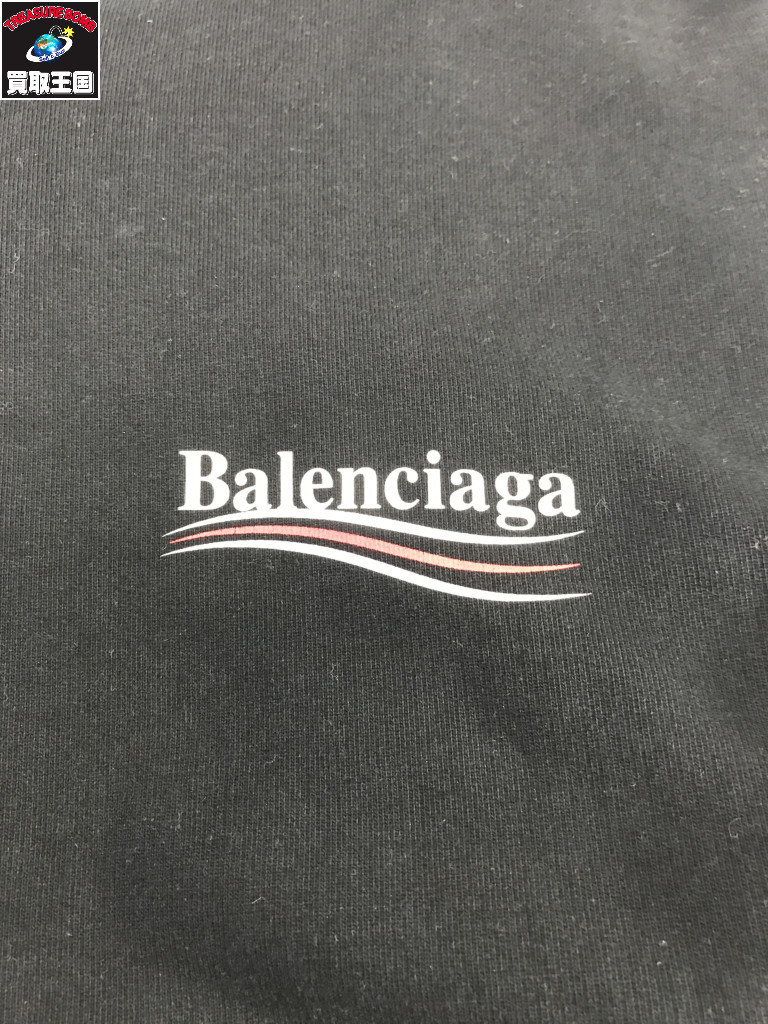 TREASURE BOMB
買取王国
Balenciaga